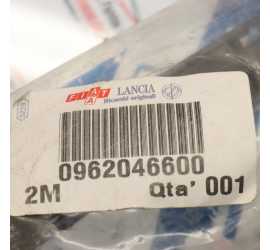 FIAT LANCIA
Ricambi originali
0962046600
2M Qta' 001